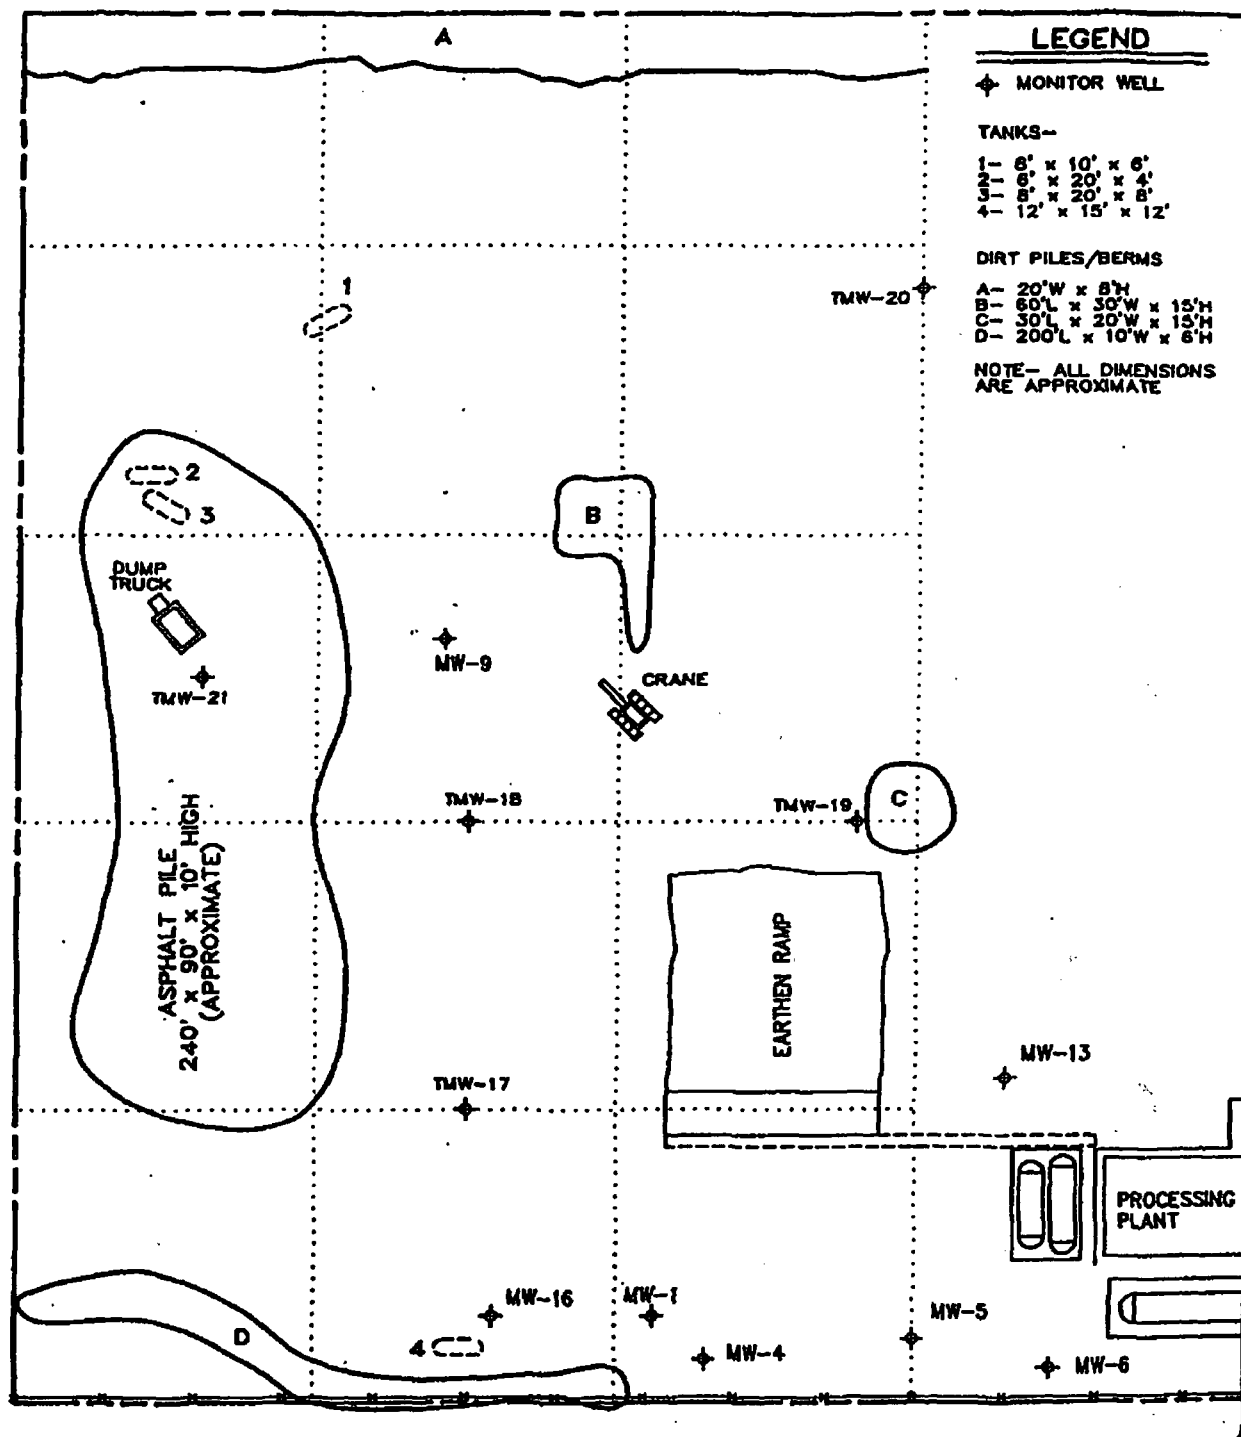 A
LEGEND
MONITOR WELL
TANKS-
1- 6' x 10' x 6'
2- 6' x 20' x 4'
3- 8' x 20' x 8'
4- 12' x 15' x 12'
DIRT PILES/BERMS
A- 20'W x 8'H
B- 60'L x 30'W x 15'H
C- 30'L x 20'W x 15'H
D- 200'L x 10'W x 6'H
NOTE- ALL DIMENSIONS
ARE APPROXIMATE
1
TMW-20
2
3
B
DUMP
TRUCK
MW-9
TMW-21
CRANE
TMW-18
TMW-19
C
ASPHALT PILE
240' x 90' x 10' HIGH
(APPROXIMATE)
EARTHEN RAMP
MW-13
TMW-17
PROCESSING
PLANT
MW-16
MW-1
MW-5
D
4
MW-4
MW-6